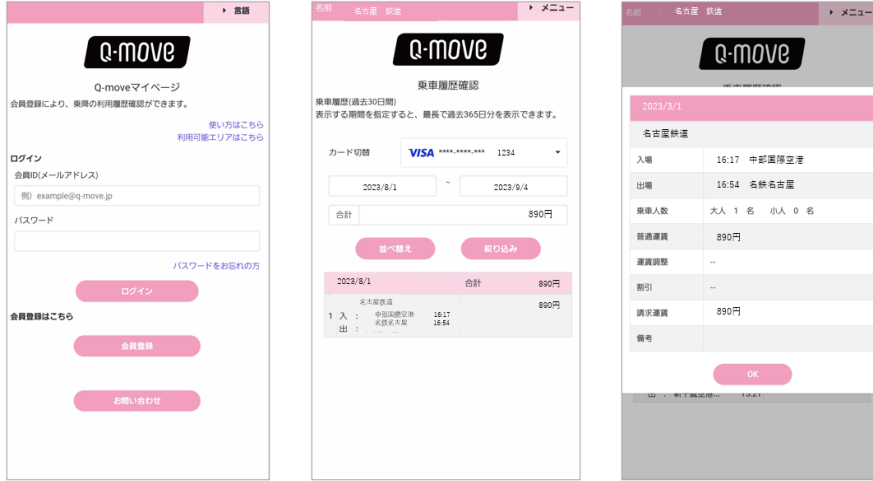 言語
Q-move
Q-moveマイページ
会員登録により、乗降の利用履歴確認ができます。
使い方はこちら
利用可能エリアはこちら
ログイン
会員ID(メールアドレス)
例）example@q-move.jp
パスワード
パスワードをお忘れの方
ログイン
会員登録はこちら
会員登録
お問い合わせ
名前 名古屋 鉄道 メニュー
Q-move
乗車履歴確認
乗車履歴(過去30日間)
表示する期間を指定すると、最長で過去365日分を表示できます。
カード切替 VISA ****-****-*** 1234
2023/8/1 ~ 2023/9/4
合計 890円
並べ替え 絞り込み
2023/8/1 合計 890円
名古屋鉄道 890円
1 入 : 中部国際空港 16:17
出 : 名鉄名古屋 16:54
名前 : 名古屋 鉄道 メニュー
Q-move
2023/3/1
名古屋鉄道
入場 16:17 中部国際空港
出場 16:54 名鉄名古屋
乗車人数 大人 1 名 小人 0 名
普通運賃 890円
運賃調整 --
割引 --
請求運賃 890円
備考
OK